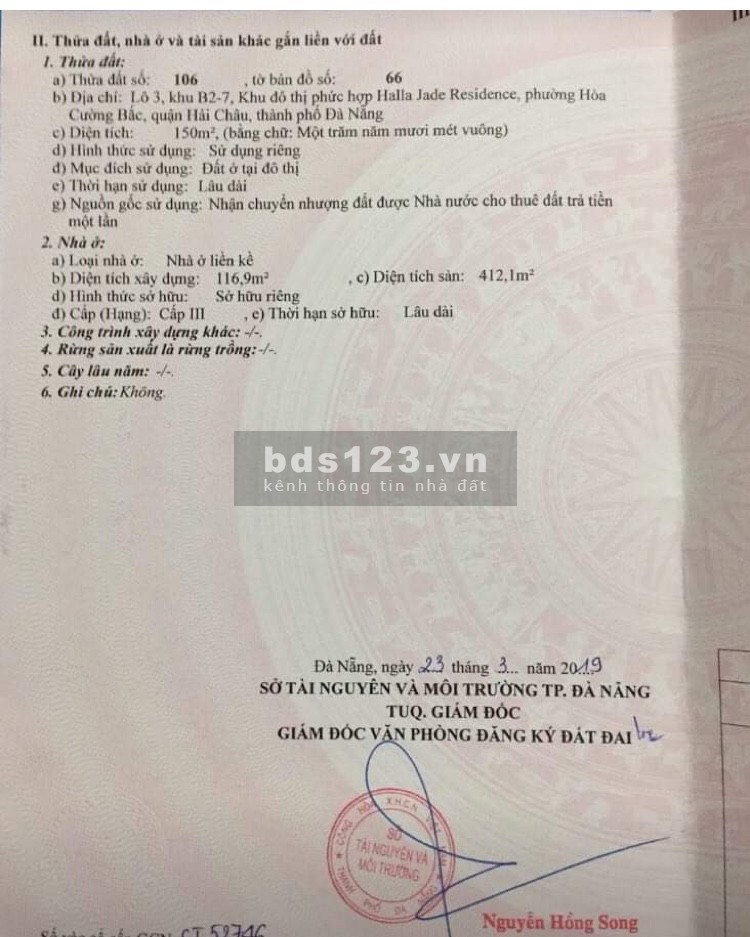 II. Thửa đất, nhà ở và tài sản khác gắn liền với đất
1. Thửa đất:
a) Thửa đất số: 106 , tờ bản đồ số: 66
b) Địa chỉ: Lô 3, khu B2-7, Khu đô thị phức hợp Halla Jade Residence, phường Hòa
Cường Bắc, quận Hải Châu, thành phố Đà Nẵng
c) Diện tích: 150m², (bằng chữ: Một trăm năm mươi mét vuông)
d) Hình thức sử dụng: Sử dụng riêng
đ) Mục đích sử dụng: Đất ở tại đô thị
e) Thời hạn sử dụng: Lâu dài
g) Nguồn gốc sử dụng: Nhận chuyển nhượng đất được Nhà nước cho thuê đất trả tiền
một lần
2. Nhà ở:
a) Loại nhà ở: Nhà ở liền kề
b) Diện tích xây dựng: 116,9m² , c) Diện tích sàn: 412,1m²
d) Hình thức sở hữu: Sở hữu riêng
đ) Cấp (Hạng): Cấp III , e) Thời hạn sở hữu: Lâu dài
3. Công trình xây dựng khác: -/-.
4. Rừng sản xuất là rừng trồng: -/-.
5. Cây lâu năm: -/-.
6. Ghi chú: Không.
bds123.vn
kênh thông tin nhà đất
Đà Nẵng, ngày 23 tháng 3... năm 2019
SỞ TÀI NGUYÊN VÀ MÔI TRƯỜNG TP. ĐÀ NẴNG
TUQ. GIÁM ĐỐC
GIÁM ĐỐC VĂN PHÒNG ĐĂNG KÝ ĐẤT ĐAI
CỘNG HÒA X.H.C.N VIỆT NAM
SỞ
TÀI NGUYÊN VÀ
MÔI TRƯỜNG
THÀNH PHỐ ĐÀ NẴNG
Nguyễn Hồng Song
CT 59746